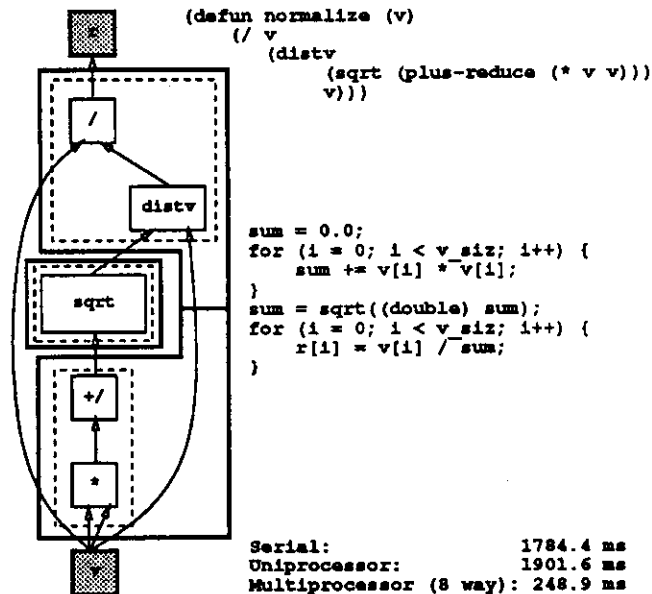 r
(defun normalize (v)
(/ v
(distv
(sqrt (plus-reduce (* v v)))
v)))
/
distv
sum = 0.0;
for (i = 0; i < v_siz; i++) {
sum += v[i] * v[i];
}
sum = sqrt((double) sum);
for (i = 0; i < v_siz; i++) {
r[i] = v[i] / sum;
}
sqrt
+/
*
v
Serial: 1784.4 ms
Uniprocessor: 1901.6 ms
Multiprocessor (8 way): 248.9 ms